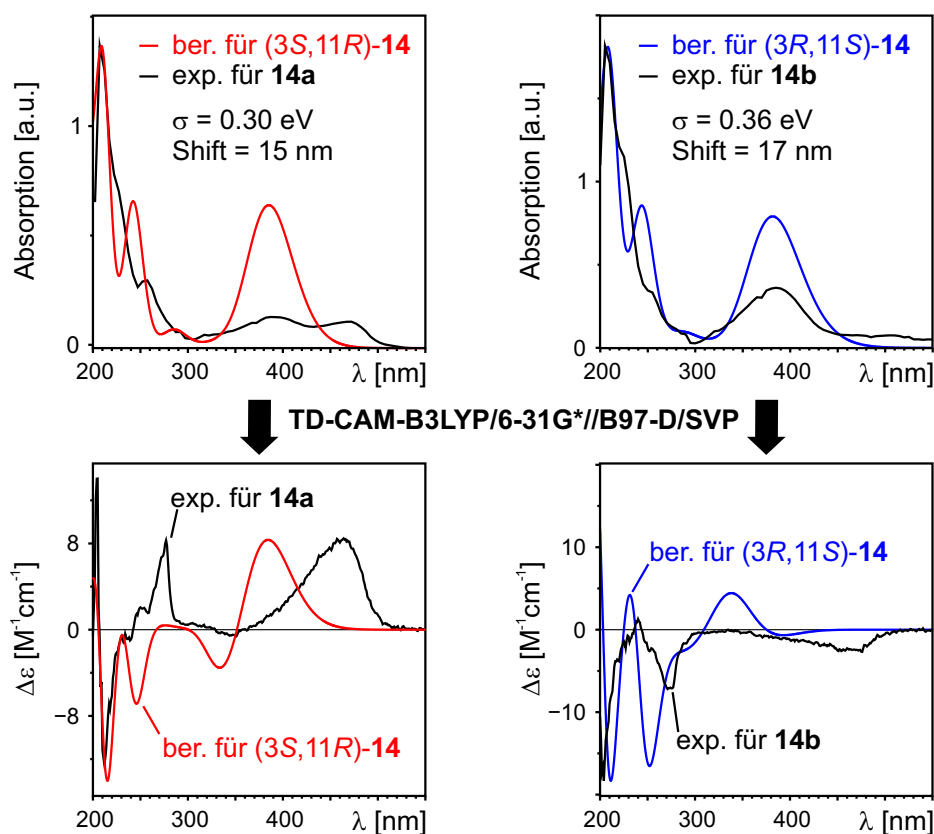 ber. für (3S,11R)-14
exp. für 14a
σ = 0.30 eV
Shift = 15 nm
Absorption [a.u.]
1
0
200
300
400
λ [nm]
ber. für (3R,11S)-14
exp. für 14b
σ = 0.36 eV
Shift = 17 nm
Absorption [a.u.]
1
0
200
300
400
λ [nm]
TD-CAM-B3LYP/6-31G*//B97-D/SVP
exp. für 14a
Δε [M⁻¹cm⁻¹]
8
0
−8
ber. für (3S,11R)-14
200
300
400
λ [nm]
ber. für (3R,11S)-14
Δε [M⁻¹cm⁻¹]
10
0
−10
exp. für 14b
200
300
400
λ [nm]